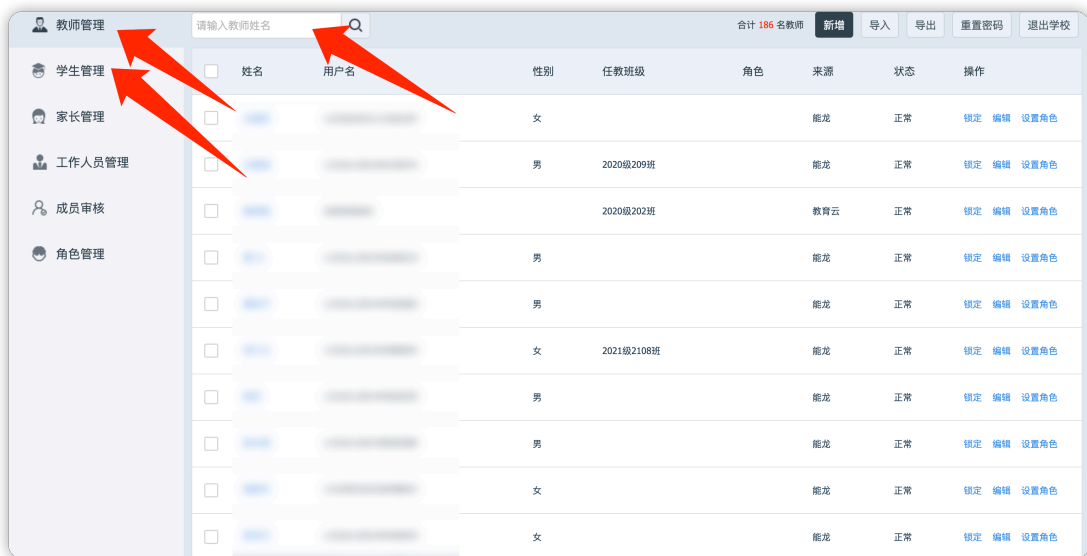 教师管理
学生管理
家长管理
工作人员管理
成员审核
角色管理
请输入教师姓名 合计 186 名教师 新增 导入 导出 重置密码 退出学校
姓名 用户名 性别 任教班级 角色 来源 状态 操作
女 能龙 正常 锁定 编辑 设置角色
男 2020级209班 能龙 正常 锁定 编辑 设置角色
2020级202班 教育云 正常 锁定 编辑 设置角色
男 能龙 正常 锁定 编辑 设置角色
男 能龙 正常 锁定 编辑 设置角色
女 2021级2108班 能龙 正常 锁定 编辑 设置角色
男 能龙 正常 锁定 编辑 设置角色
男 能龙 正常 锁定 编辑 设置角色
女 能龙 正常 锁定 编辑 设置角色
女 能龙 正常 锁定 编辑 设置角色